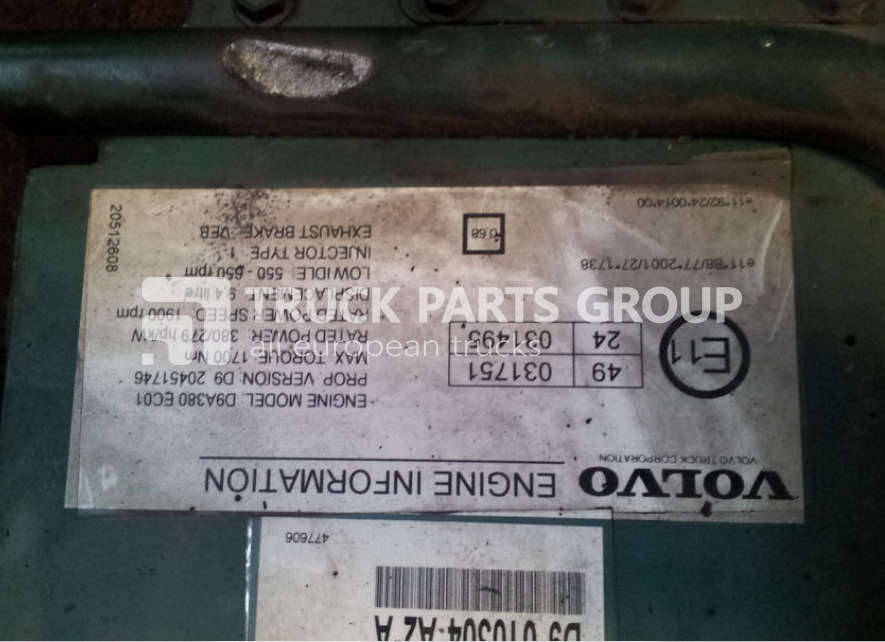 VOLVO ENGINE INFORMATION
VOLVO TRUCK CORPORATION
ENGINE MODEL: D9A380 EC01
PROP. VERSION: D9 20451746
MAX. TORQUE: 1700 Nm
RATED POWER: 380/279 hp/kW
RATED POWER SPEED: 1900 rpm
DISPLACEMENT: 9.4 litre
LOW IDLE: 550 - 650 rpm
INJECTOR TYPE: 1
EXHAUST BRAKE: VEB
E11
49 031751
24 031495
e11*88/77*2001/27*1738
e11*92/24*0014*00
0.68
20512608
477606
D9 010304 A2 A
TRUCK PARTS GROUP
all european trucks